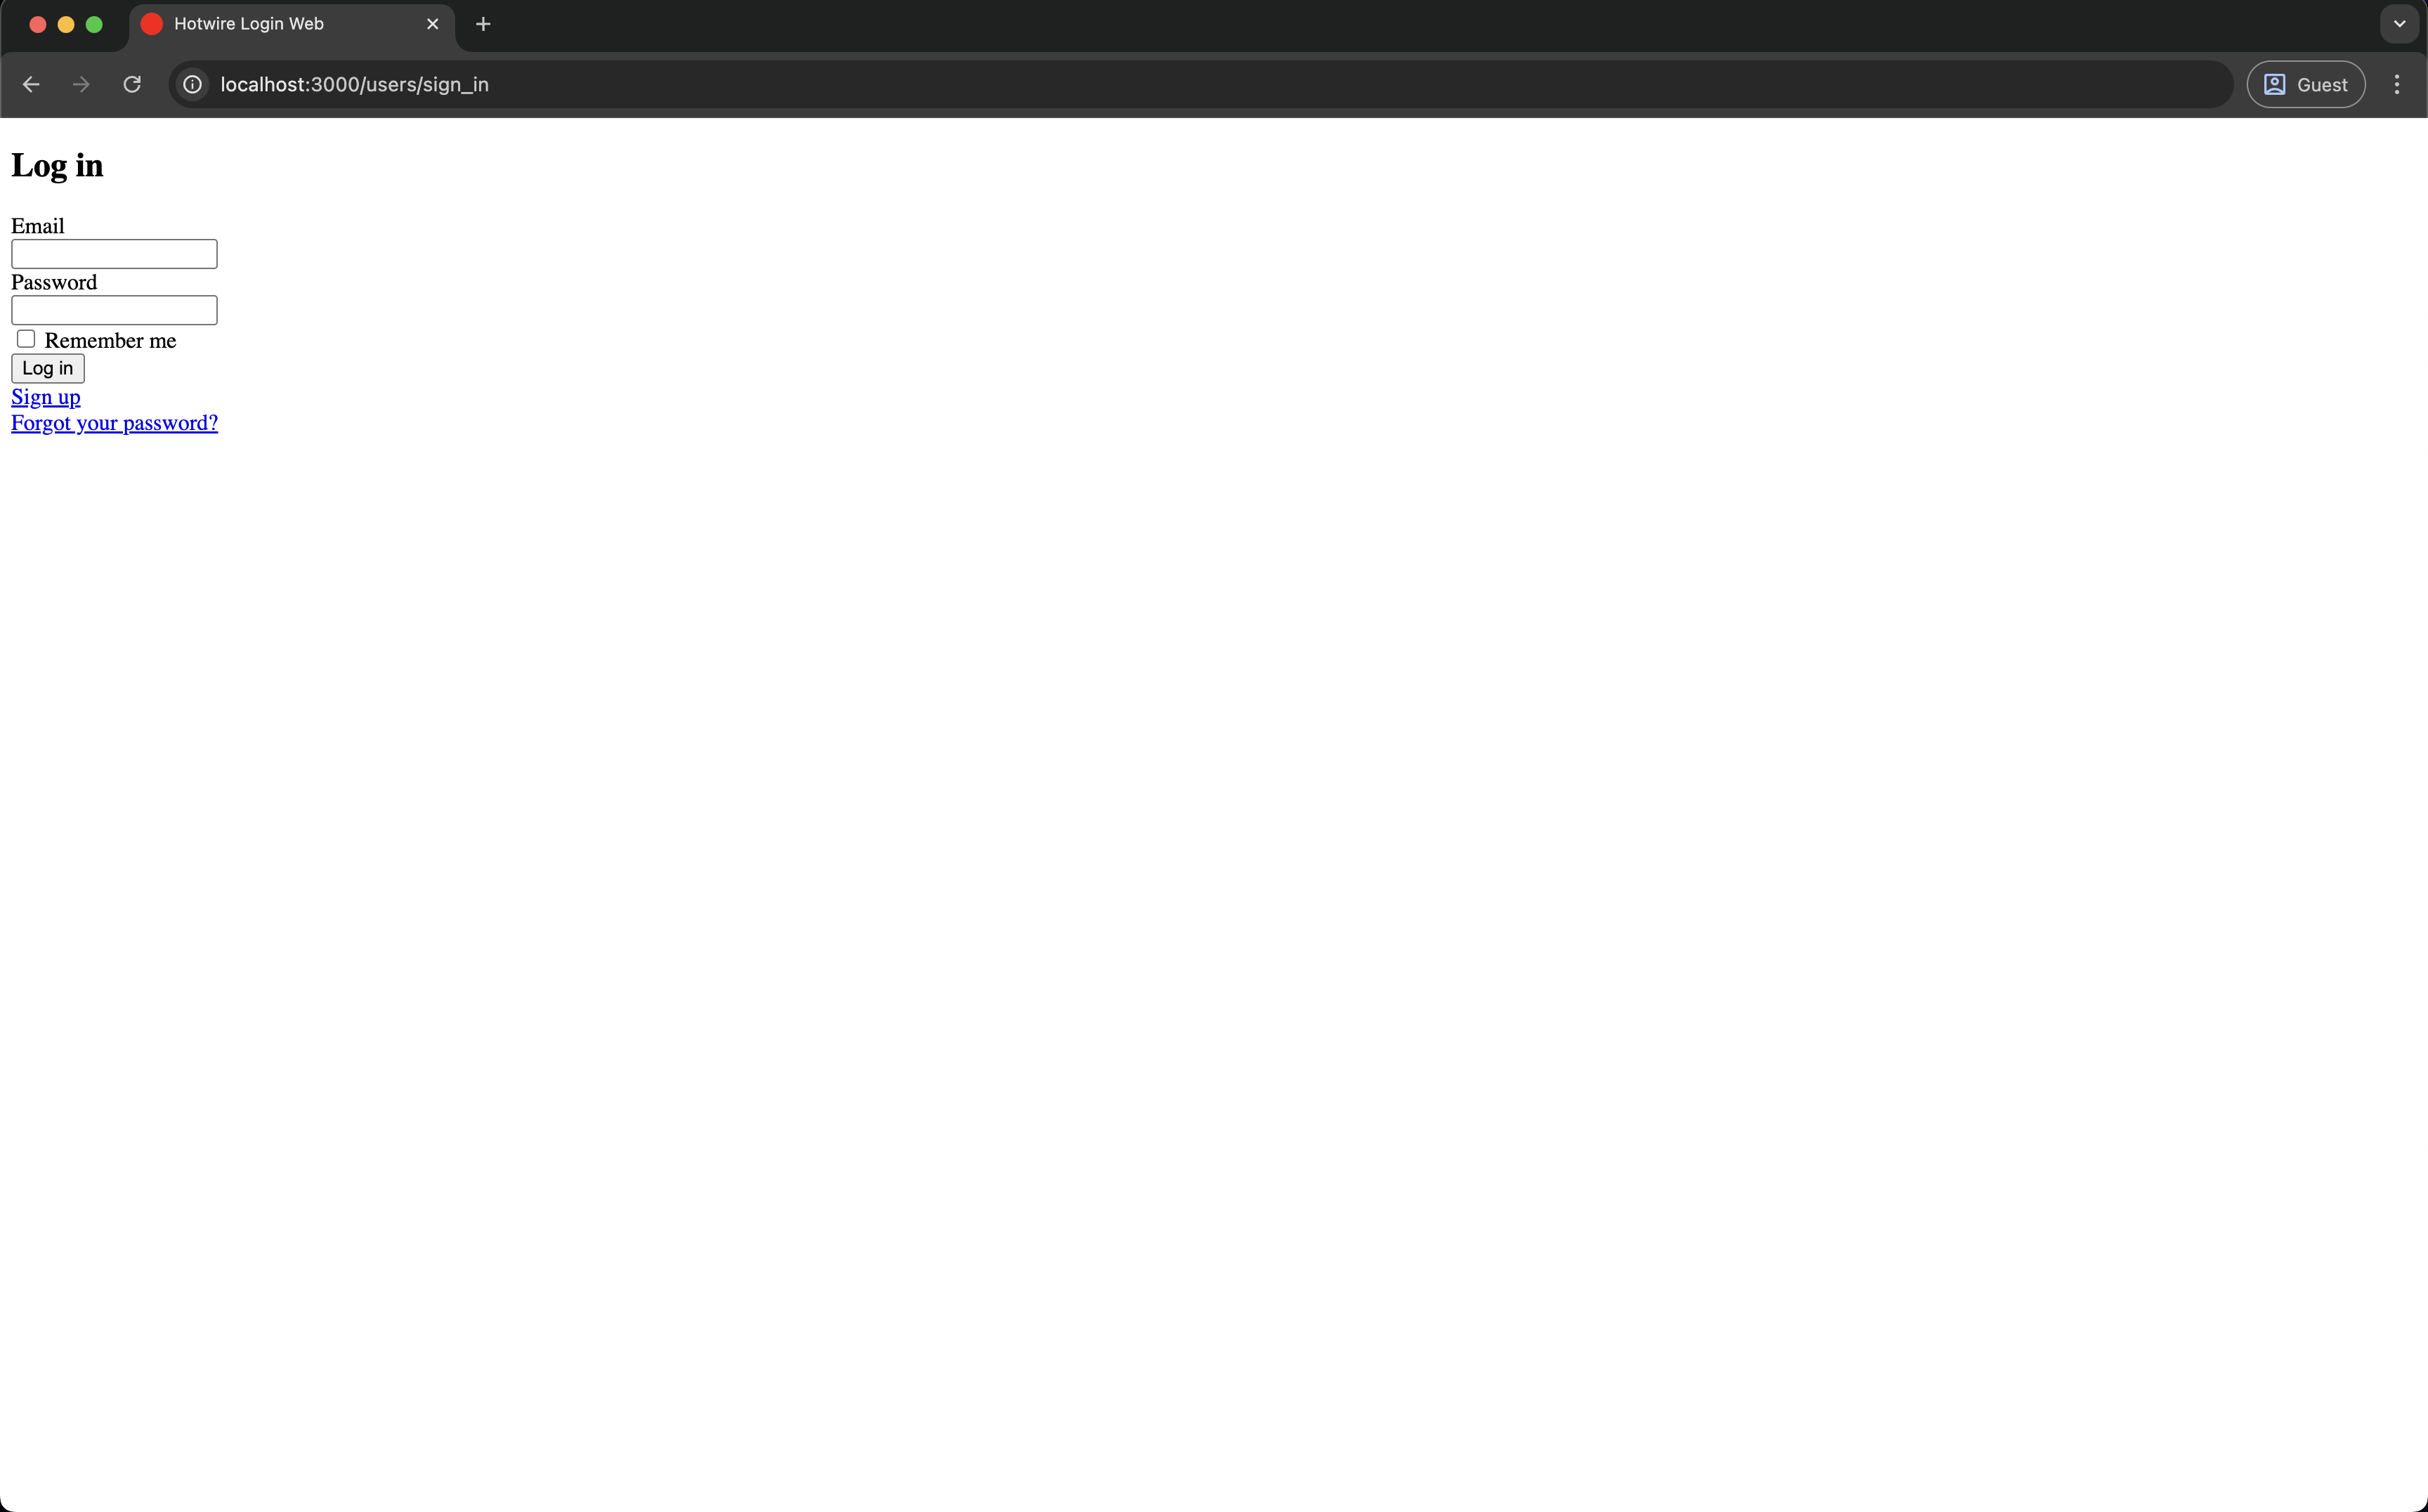 Hotwire Login Web
localhost:3000/users/sign_in
Guest
Log in
Email
Password
Remember me
Log in
Sign up
Forgot your password?